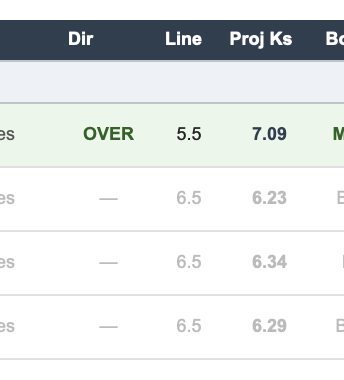 Dir Line Proj Ks Bo
es OVER 5.5 7.09 M
es — 6.5 6.23 B
es — 6.5 6.34
es — 6.5 6.29 B